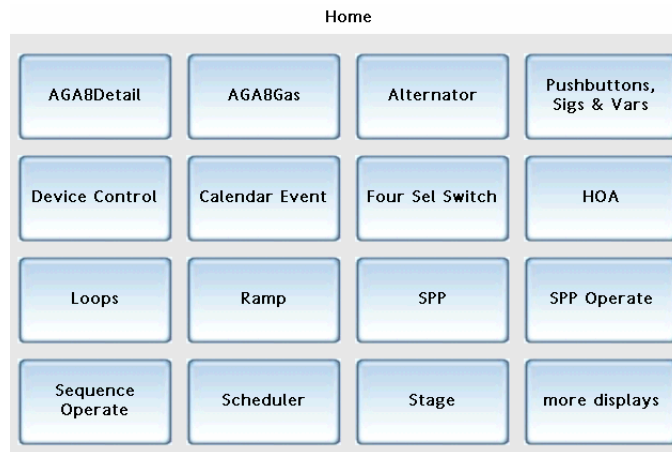 Home
AGA8Detail
AGA8Gas
Alternator
Pushbuttons,
Sigs & Vars
Device Control
Calendar Event
Four Sel Switch
HOA
Loops
Ramp
SPP
SPP Operate
Sequence
Operate
Scheduler
Stage
more displays